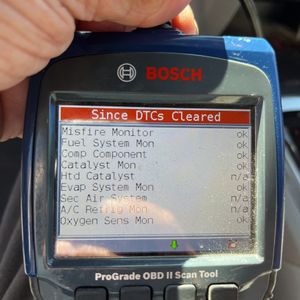 BOSCH
Since DTCs Cleared
Misfire Monitor ok
Fuel System Mon ok
Comp Component ok
Catalyst Mon ok
Htd Catalyst n/a
Evap System Mon ok
Sec Air System n/a
A/C Refrig Mon n/a
Oxygen Sens Mon ok
ProGrade OBD II Scan Tool